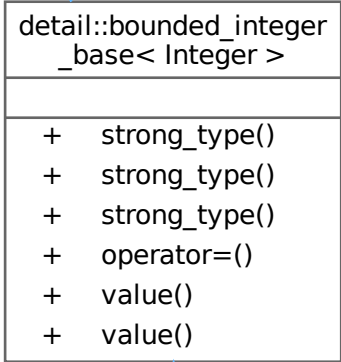 detail::bounded_integer
_base< Integer >
+ strong_type()
+ strong_type()
+ strong_type()
+ operator=()
+ value()
+ value()